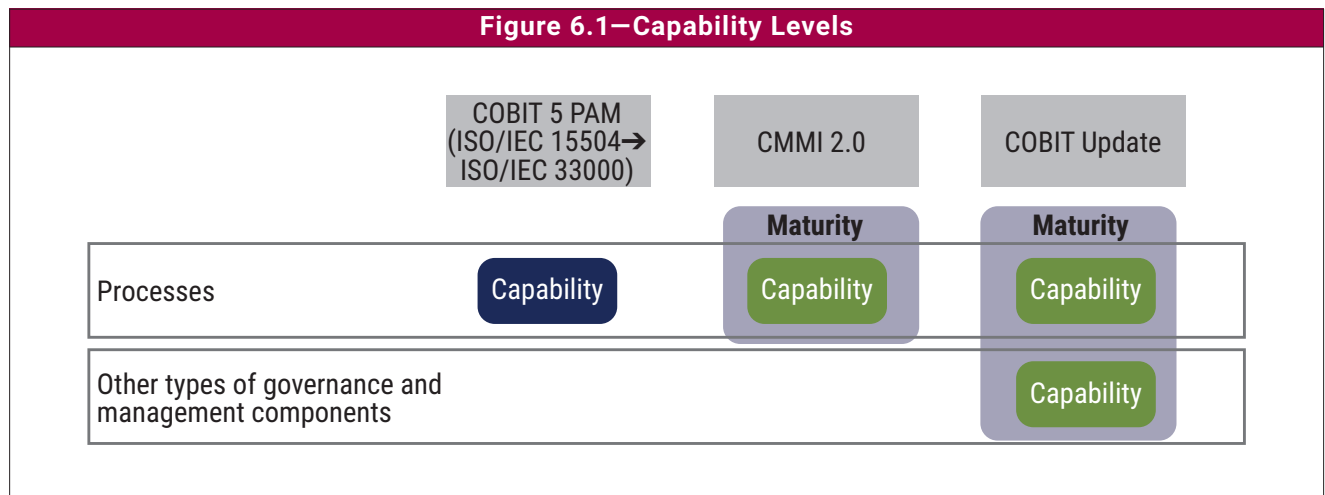 Figure 6.1—Capability Levels
COBIT 5 PAM
(ISO/IEC 15504➔
ISO/IEC 33000)
CMMI 2.0
COBIT Update
Maturity
Maturity
Processes
Capability
Capability
Capability
Other types of governance and
management components
Capability